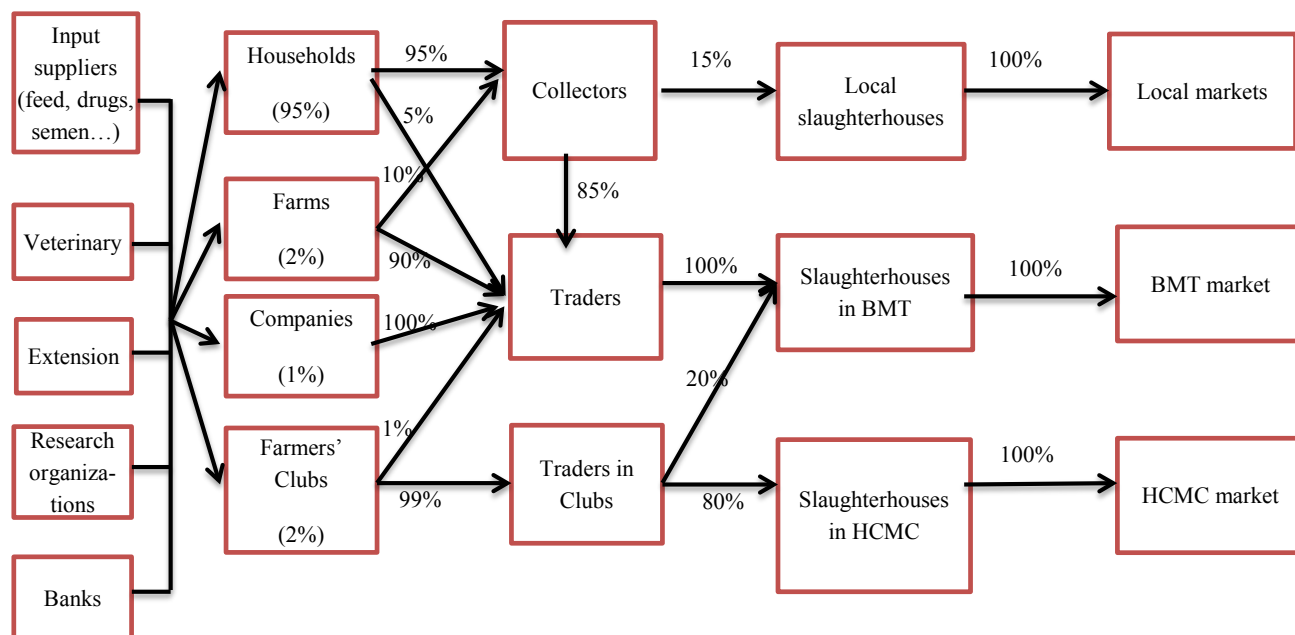 Input
suppliers
(feed, drugs,
semen…)
Veterinary
Extension
Research
organiza-
tions
Banks
Households
(95%)
Farms
(2%)
Companies
(1%)
Farmers’
Clubs
(2%)
95%
5%
10%
90%
100%
1%
99%
Collectors
85%
Traders
Traders in
Clubs
15%
100%
20%
80%
Local
slaughterhouses
Slaughterhouses
in BMT
Slaughterhouses
in HCMC
100%
100%
100%
Local markets
BMT market
HCMC market